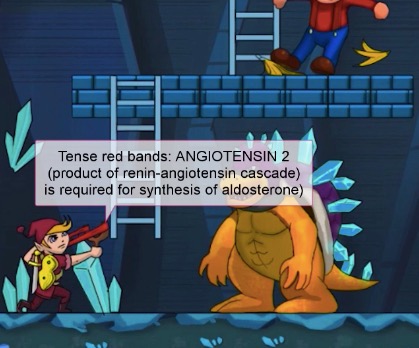 Tense red bands: ANGIOTENSIN 2
(product of renin-angiotensin cascade)
is required for synthesis of aldosterone)